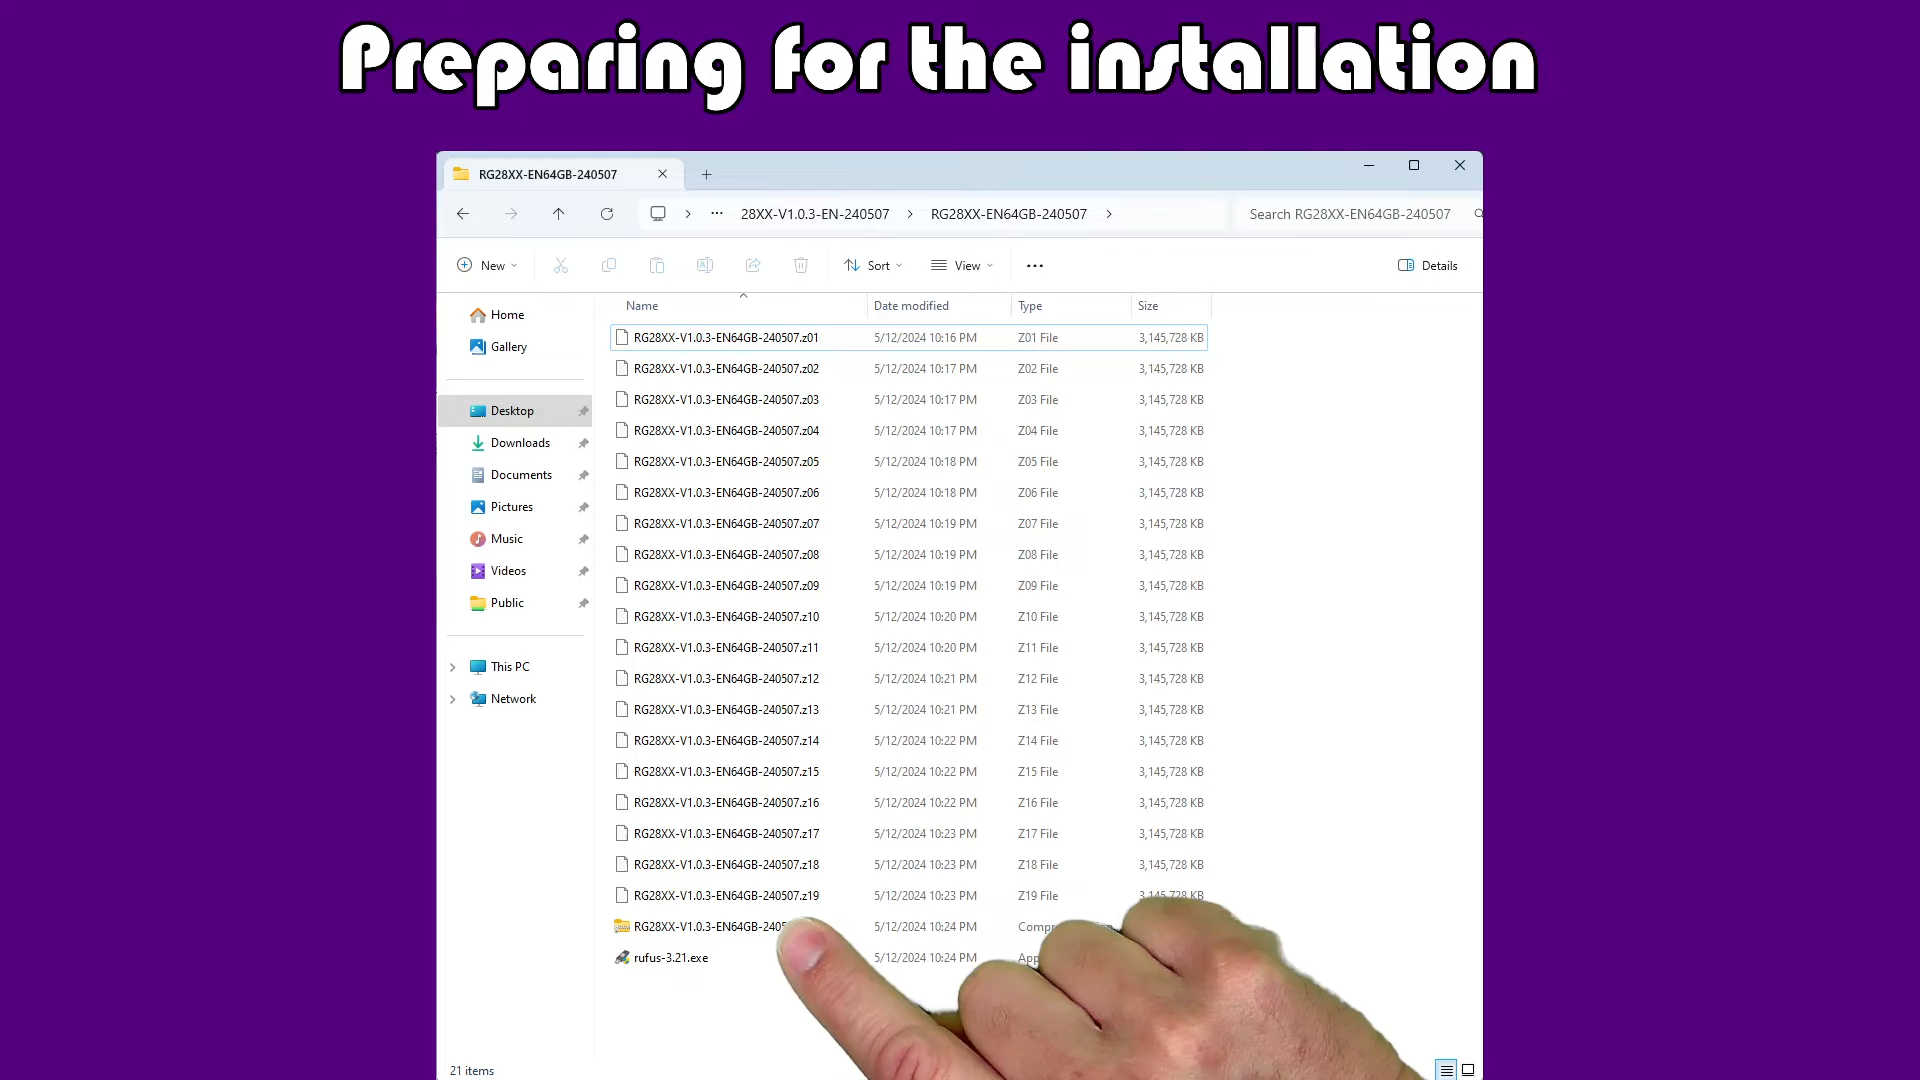 Preparing for the installation
RG28XX-EN64GB-240507
28XX-V1.0.3-EN-240507 RG28XX-EN64GB-240507 Search RG28XX-EN64GB-240507
New Sort View ... Details
Name Date modified Type Size
Home
Gallery
Desktop
Downloads
Documents
Pictures
Music
Videos
Public
This PC
Network
RG28XX-V1.0.3-EN64GB-240507.z01 5/12/2024 10:16 PM Z01 File 3,145,728 KB
RG28XX-V1.0.3-EN64GB-240507.z02 5/12/2024 10:17 PM Z02 File 3,145,728 KB
RG28XX-V1.0.3-EN64GB-240507.z03 5/12/2024 10:17 PM Z03 File 3,145,728 KB
RG28XX-V1.0.3-EN64GB-240507.z04 5/12/2024 10:17 PM Z04 File 3,145,728 KB
RG28XX-V1.0.3-EN64GB-240507.z05 5/12/2024 10:18 PM Z05 File 3,145,728 KB
RG28XX-V1.0.3-EN64GB-240507.z06 5/12/2024 10:18 PM Z06 File 3,145,728 KB
RG28XX-V1.0.3-EN64GB-240507.z07 5/12/2024 10:19 PM Z07 File 3,145,728 KB
RG28XX-V1.0.3-EN64GB-240507.z08 5/12/2024 10:19 PM Z08 File 3,145,728 KB
RG28XX-V1.0.3-EN64GB-240507.z09 5/12/2024 10:19 PM Z09 File 3,145,728 KB
RG28XX-V1.0.3-EN64GB-240507.z10 5/12/2024 10:20 PM Z10 File 3,145,728 KB
RG28XX-V1.0.3-EN64GB-240507.z11 5/12/2024 10:20 PM Z11 File 3,145,728 KB
RG28XX-V1.0.3-EN64GB-240507.z12 5/12/2024 10:21 PM Z12 File 3,145,728 KB
RG28XX-V1.0.3-EN64GB-240507.z13 5/12/2024 10:21 PM Z13 File 3,145,728 KB
RG28XX-V1.0.3-EN64GB-240507.z14 5/12/2024 10:22 PM Z14 File 3,145,728 KB
RG28XX-V1.0.3-EN64GB-240507.z15 5/12/2024 10:22 PM Z15 File 3,145,728 KB
RG28XX-V1.0.3-EN64GB-240507.z16 5/12/2024 10:22 PM Z16 File 3,145,728 KB
RG28XX-V1.0.3-EN64GB-240507.z17 5/12/2024 10:23 PM Z17 File 3,145,728 KB
RG28XX-V1.0.3-EN64GB-240507.z18 5/12/2024 10:23 PM Z18 File 3,145,728 KB
RG28XX-V1.0.3-EN64GB-240507.z19 5/12/2024 10:23 PM Z19 File 3,145,728 KB
RG28XX-V1.0.3-EN64GB-240 5/12/2024 10:24 PM Comp
rufus-3.21.exe 5/12/2024 10:24 PM App
21 items